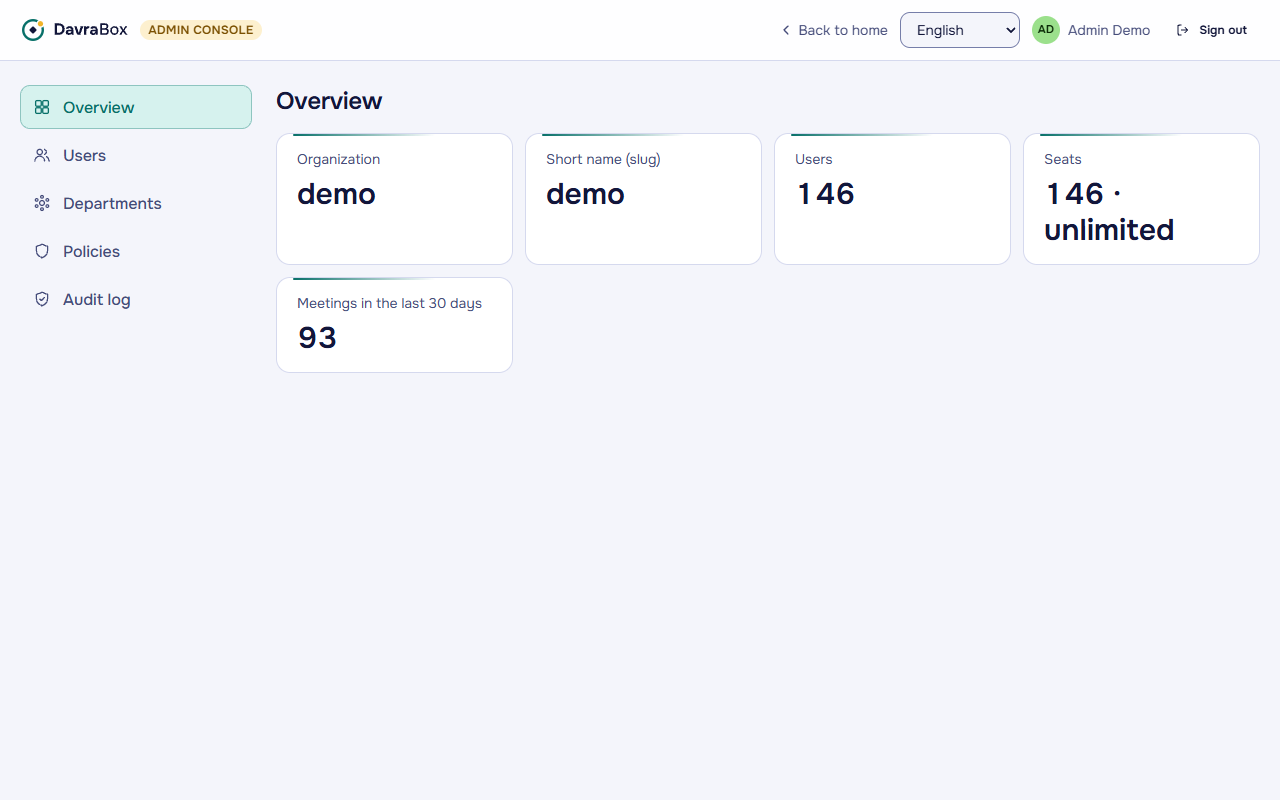 DavraBox ADMIN CONSOLE Back to home English AD Admin Demo Sign out
Overview
Users
Departments
Policies
Audit log
Overview
Organization
demo
Short name (slug)
demo
Users
146
Seats
146 ·
unlimited
Meetings in the last 30 days
93